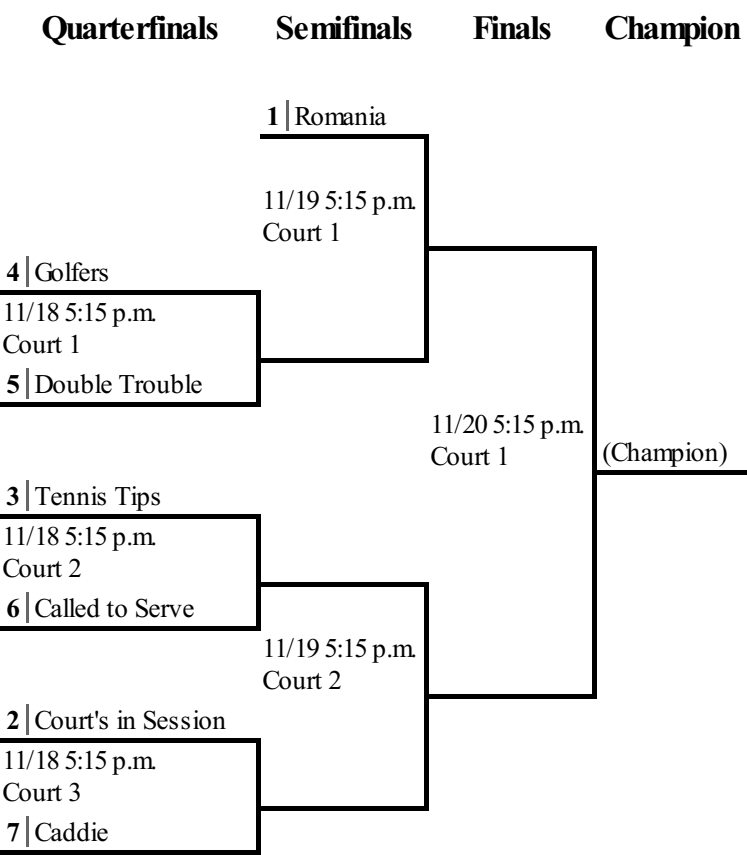 Quarterfinals Semifinals Finals Champion
1 Romania
11/19 5:15 p.m.
Court 1
4 Golfers
11/18 5:15 p.m.
Court 1
5 Double Trouble
11/20 5:15 p.m.
Court 1
(Champion)
3 Tennis Tips
11/18 5:15 p.m.
Court 2
6 Called to Serve
11/19 5:15 p.m.
Court 2
2 Court's in Session
11/18 5:15 p.m.
Court 3
7 Caddie